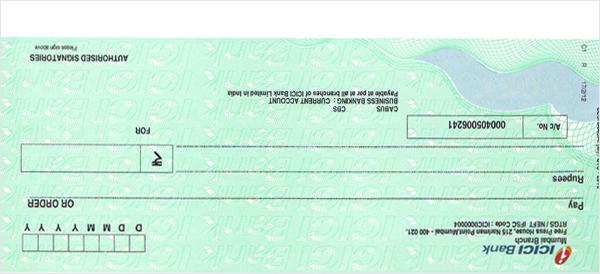 ICICI Bank
Mumbai Branch
Free Press House, 215 Nariman Point,Mumbai - 400 021.
RTGS / NEFT IFSC Code : ICIC0000004
D D M M Y Y Y Y
Pay
OR ORDER
Rupees
₹
A/c No. 000405006241
FOR
CABUS CBS
BUSINESS BANKING : CURRENT ACCOUNT
Payable at par at all branches of ICICI Bank Limited in India
AUTHORISED SIGNATORIES
Please sign above